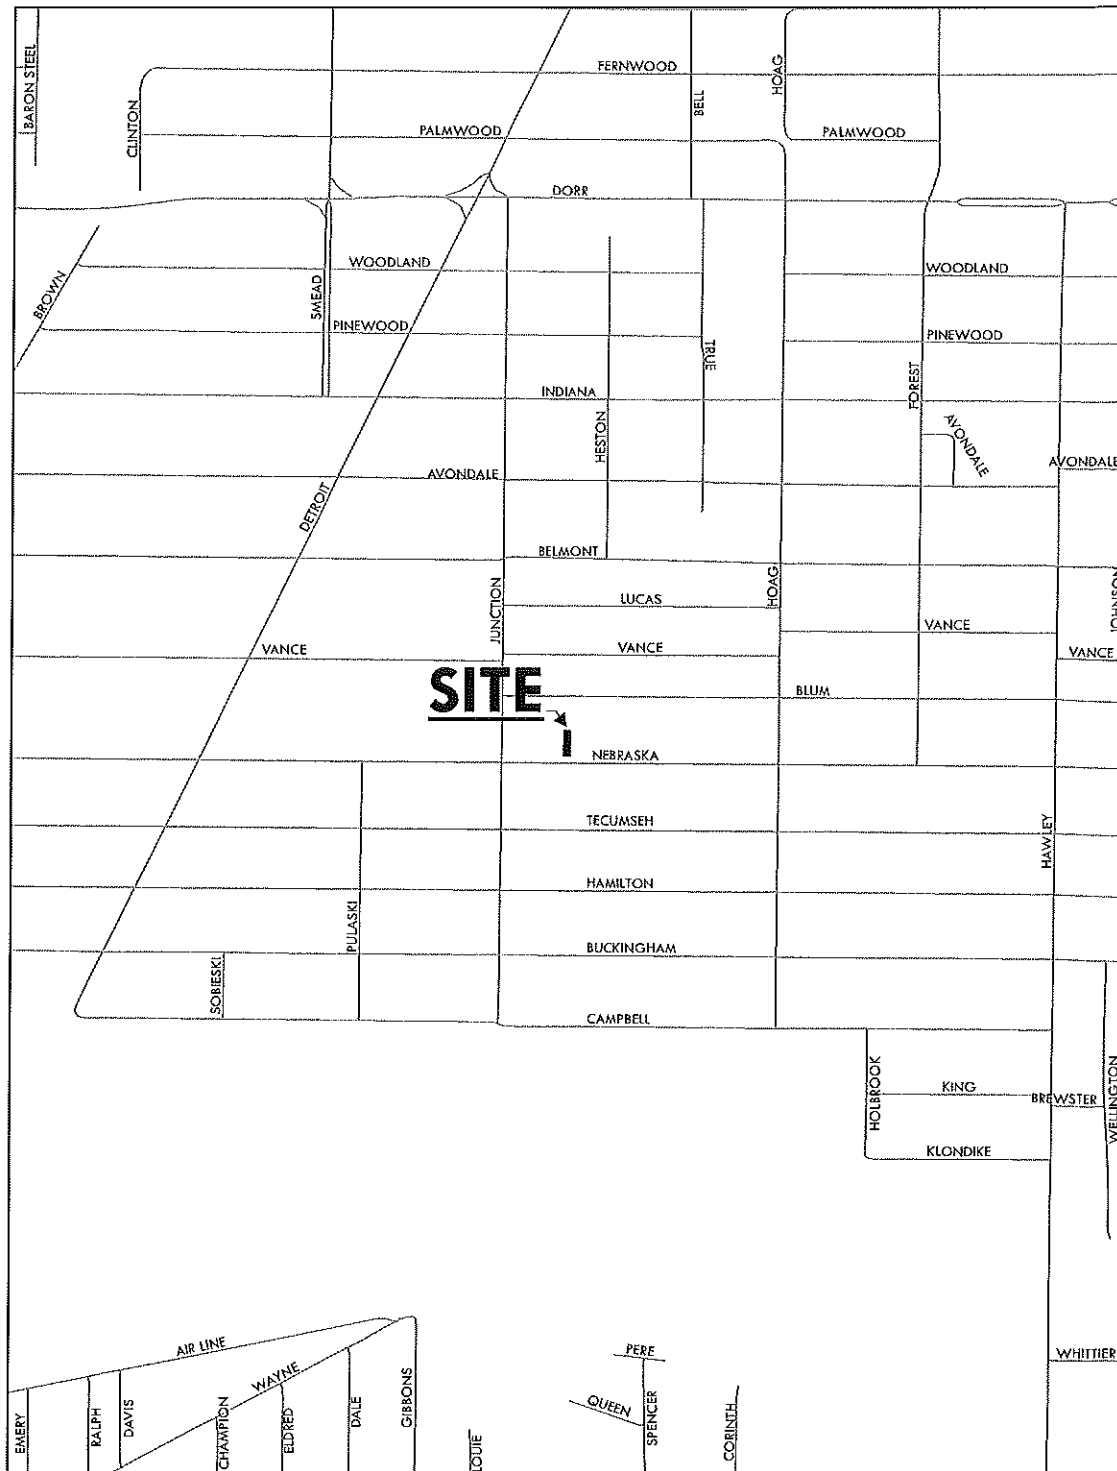 BARON STEEL
CLINTON
FERNWOOD
BELL
HOAG
PALMWOOD
PALMWOOD
DORR
BROWN
WOODLAND
WOODLAND
SMEAD
PINEWOOD
PINEWOOD
TRUE
INDIANA
FOREST
HESTON
AVONDALE
AVONDALE
AVONDALE
DETROIT
BELMONT
JUNCTION
LUCAS
HOAG
JOHNSON
VANCE
VANCE
VANCE
VANCE
SITE
BLUM
NEBRASKA
TECUMSEH
HAWLEY
HAMILTON
PULASKI
BUCKINGHAM
SOBIESKI
CAMPBELL
HOLBROOK
KING
BREWSTER
WELLINGTON
KLONDIKE
AIR LINE
WAYNE
PERE
WHITTIER
QUEEN
EMERY
RALPH
DAVIS
CHAMPION
ELDRED
DALE
GIBBONS
LOUIE
SPENCER
CORINTH